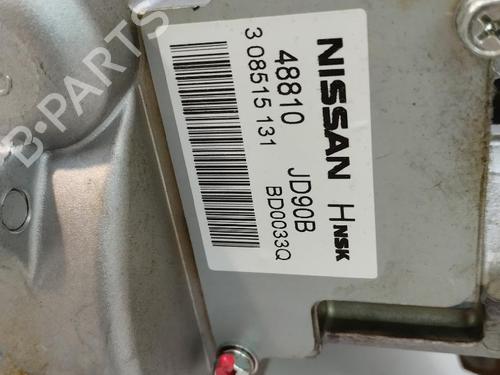 NISSAN H NSK
48810 JD90B
3 08515 131 BD0033Q
B-PARTS